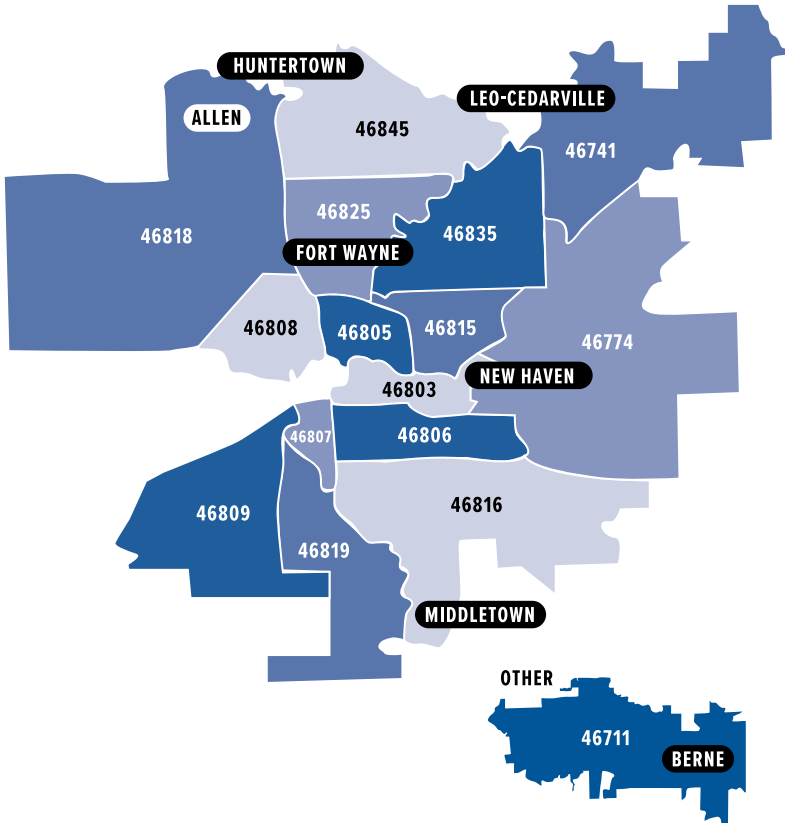 HUNTERTOWN
LEO-CEDARVILLE
ALLEN
46845
46741
46825
46818
46835
FORT WAYNE
46808
46805
46815
46774
NEW HAVEN
46803
46807
46806
46816
46809
46819
MIDDLETOWN
OTHER
46711
BERNE